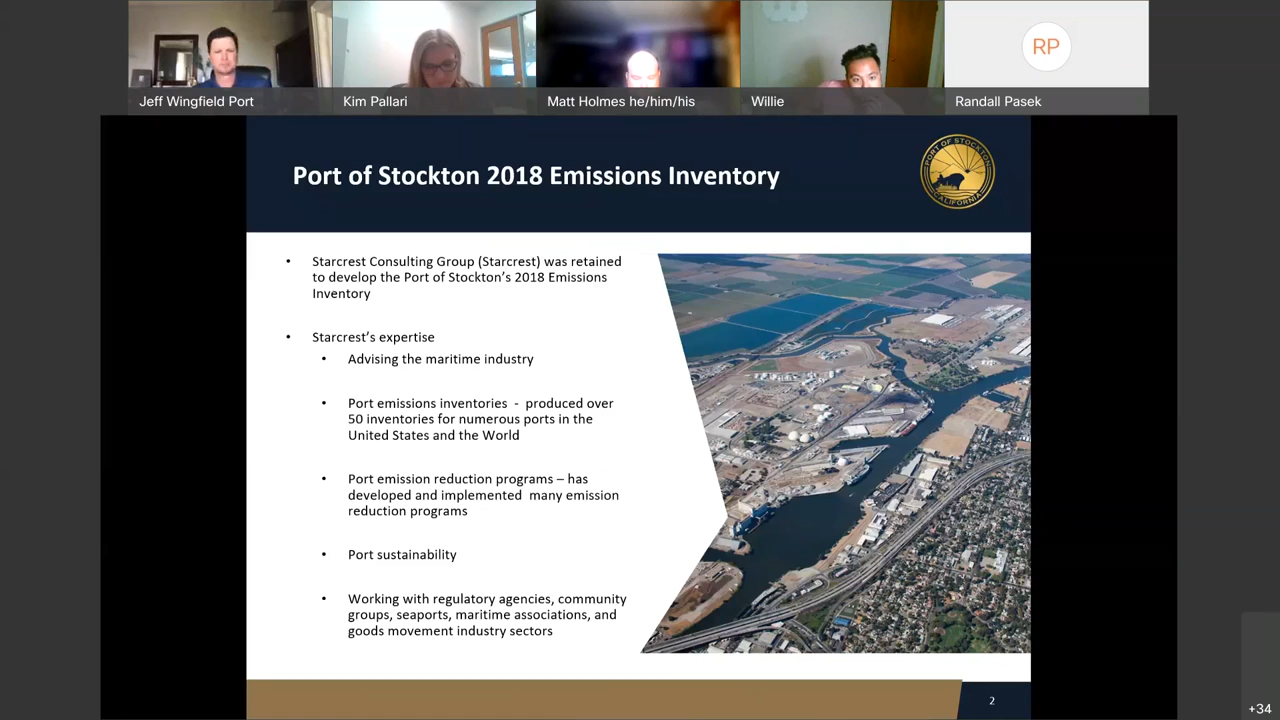 Jeff Wingfield Port
Kim Pallari
Matt Holmes he/him/his
Willie
RP
Randall Pasek
Port of Stockton 2018 Emissions Inventory
PORT OF STOCKTON
CALIFORNIA
• Starcrest Consulting Group (Starcrest) was retained
to develop the Port of Stockton’s 2018 Emissions
Inventory
• Starcrest’s expertise
• Advising the maritime industry
• Port emissions inventories - produced over
50 inventories for numerous ports in the
United States and the World
• Port emission reduction programs – has
developed and implemented many emission
reduction programs
• Port sustainability
• Working with regulatory agencies, community
groups, seaports, maritime associations, and
goods movement industry sectors
2
+34